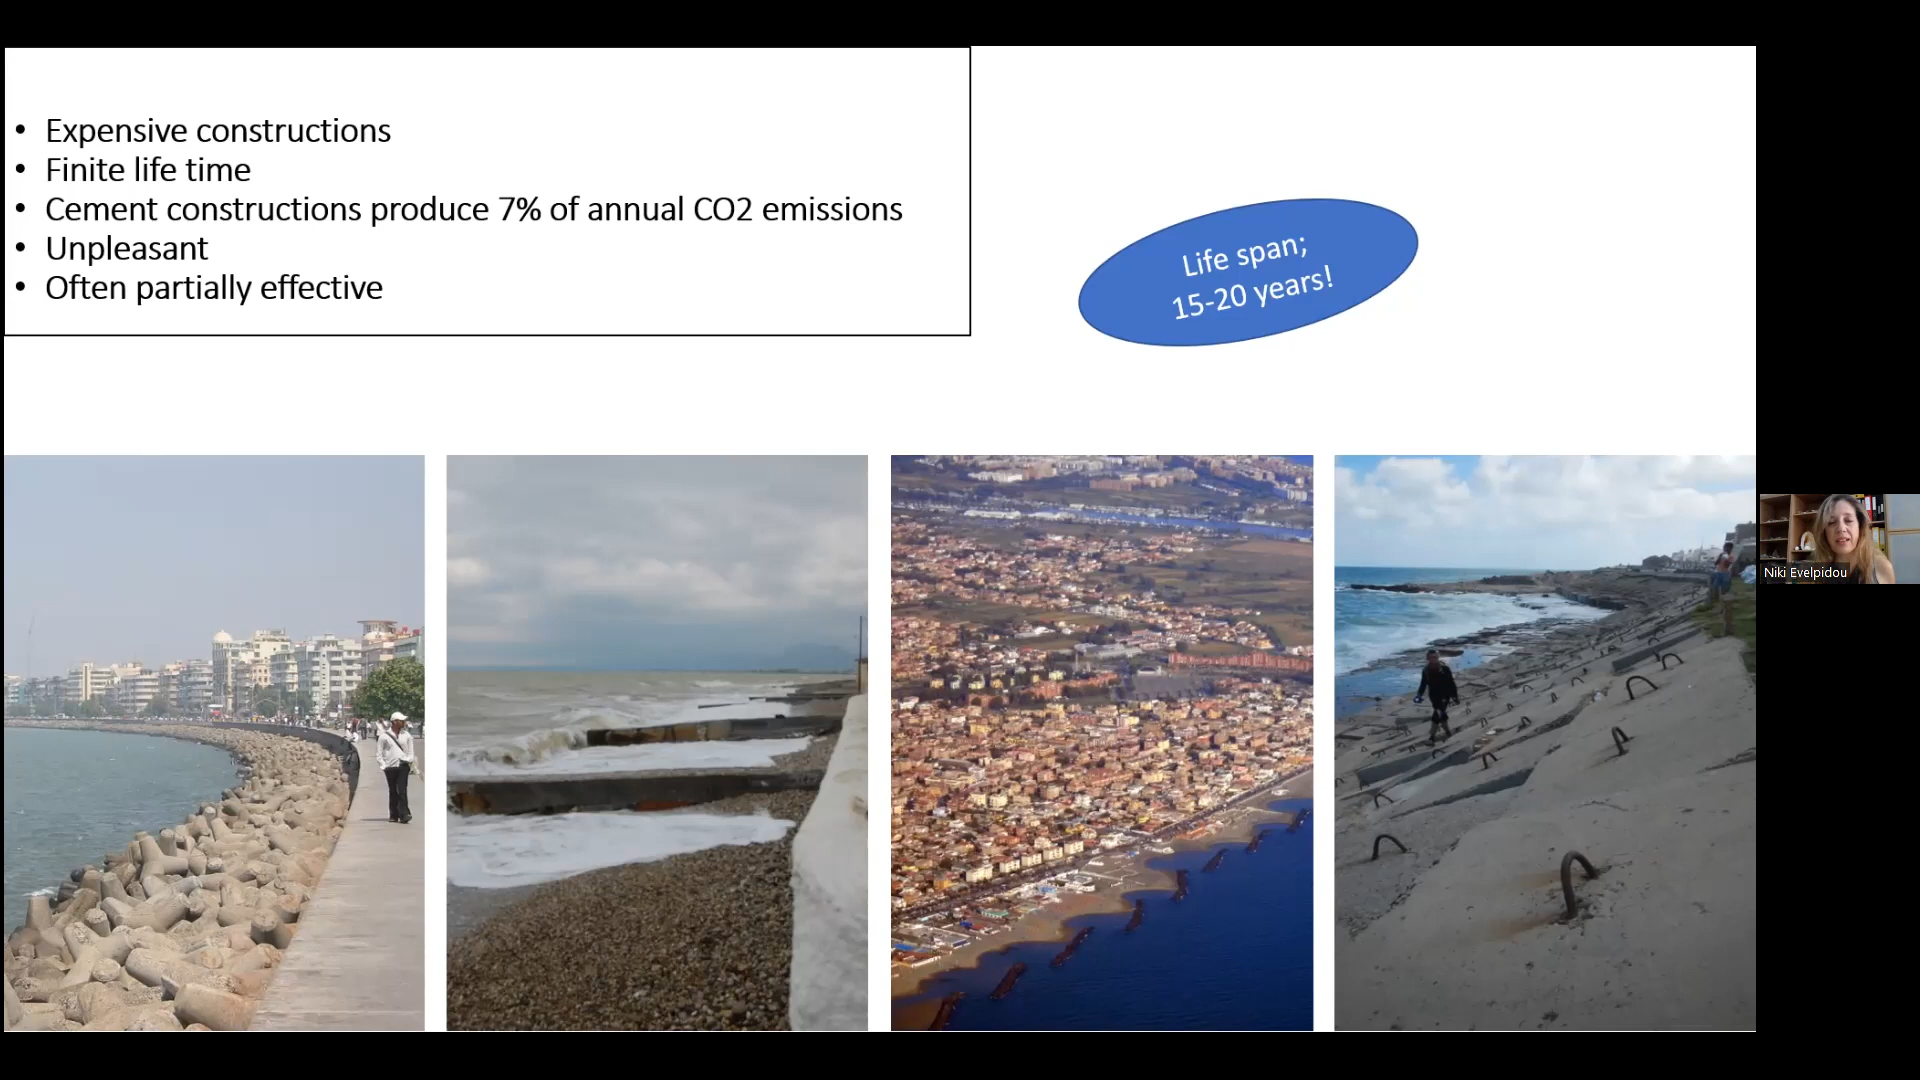 • Expensive constructions
• Finite life time
• Cement constructions produce 7% of annual CO2 emissions
• Unpleasant
• Often partially effective
Life span;
15-20 years!
Niki Evelpidou